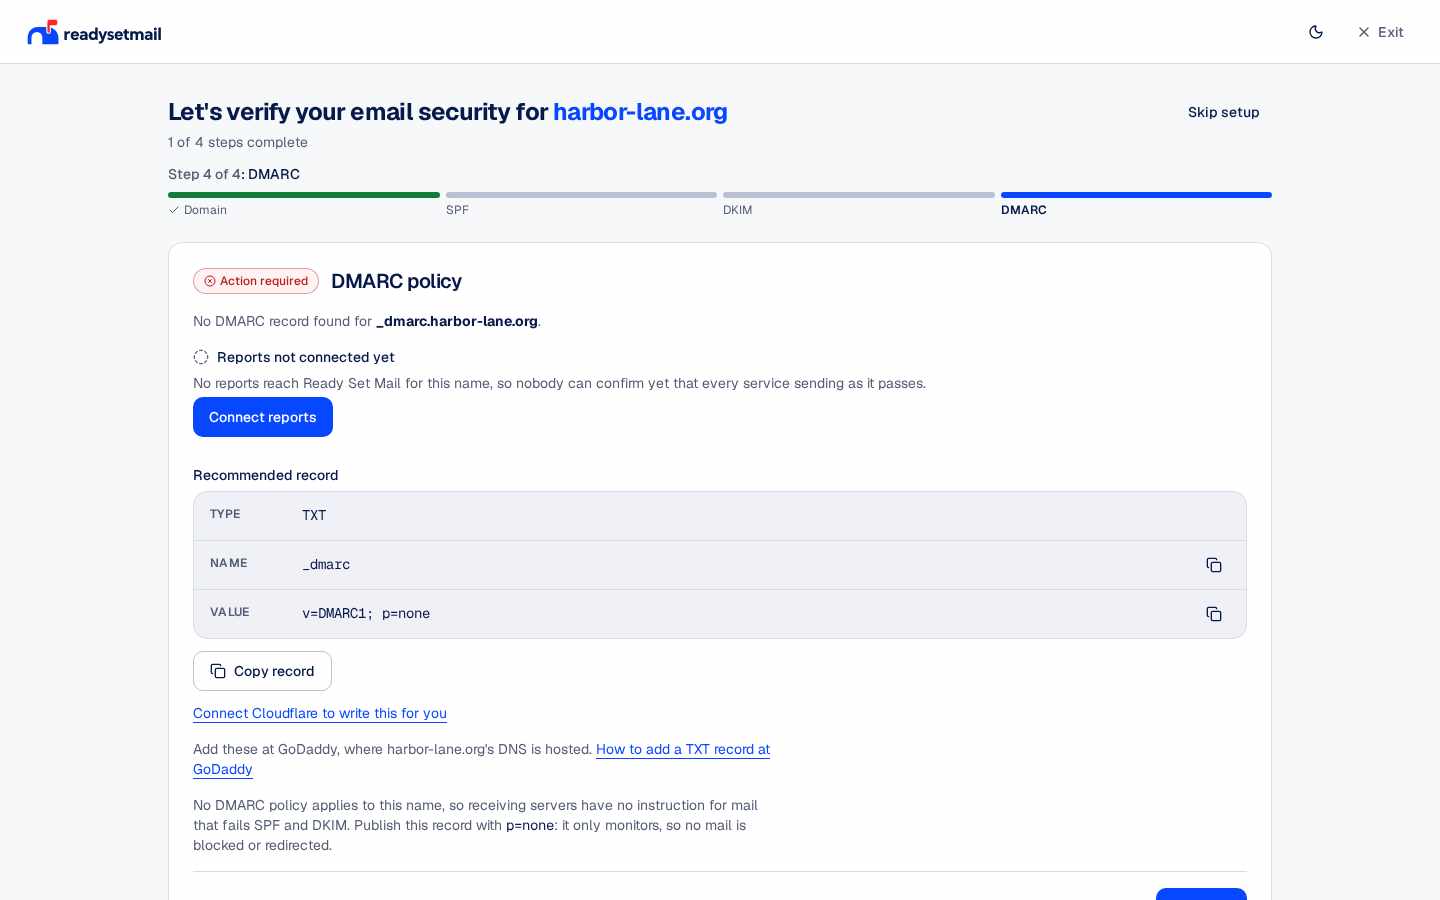 readysetmail
Exit
Let's verify your email security for harbor-lane.org
Skip setup
1 of 4 steps complete
Step 4 of 4: DMARC
Domain
SPF
DKIM
DMARC
Action required
DMARC policy
No DMARC record found for _dmarc.harbor-lane.org.
Reports not connected yet
No reports reach Ready Set Mail for this name, so nobody can confirm yet that every service sending as it passes.
Connect reports
Recommended record
TYPE TXT
NAME _dmarc
VALUE v=DMARC1; p=none
Copy record
Connect Cloudflare to write this for you
Add these at GoDaddy, where harbor-lane.org's DNS is hosted. How to add a TXT record at
GoDaddy
No DMARC policy applies to this name, so receiving servers have no instruction for mail
that fails SPF and DKIM. Publish this record with p=none: it only monitors, so no mail is
blocked or redirected.